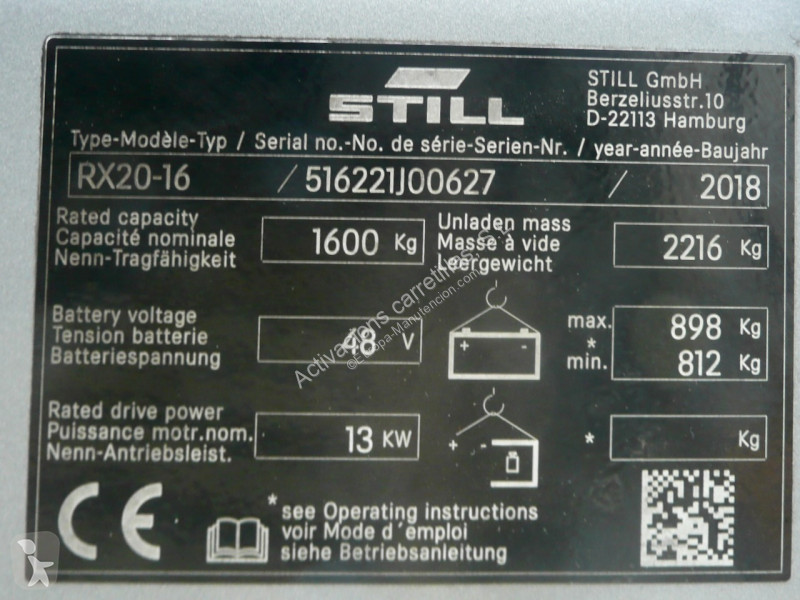 STILL
STILL GmbH
Berzeliusstr.10
D-22113 Hamburg
Type-Modèle-Typ / Serial no.-No. de série-Serien-Nr. / year-année-Baujahr
RX20-16 / 516221J00627 / 2018
Rated capacity
Capacité nominale
Nenn-Tragfähigkeit
1600 Kg
Unladen mass
Masse à vide
Leergewicht
2216 Kg
Battery voltage
Tension batterie
Batteriespannung
48 V
+ -
max. 898 Kg
*
min. 812 Kg
Rated drive power
Puissance motr.nom.
Nenn-Antriebsleist.
13 KW
+ -
* Kg
CE
*see Operating instructions
voir Mode d´emploi
siehe Betriebsanleitung
©Europa-Manutencion.com